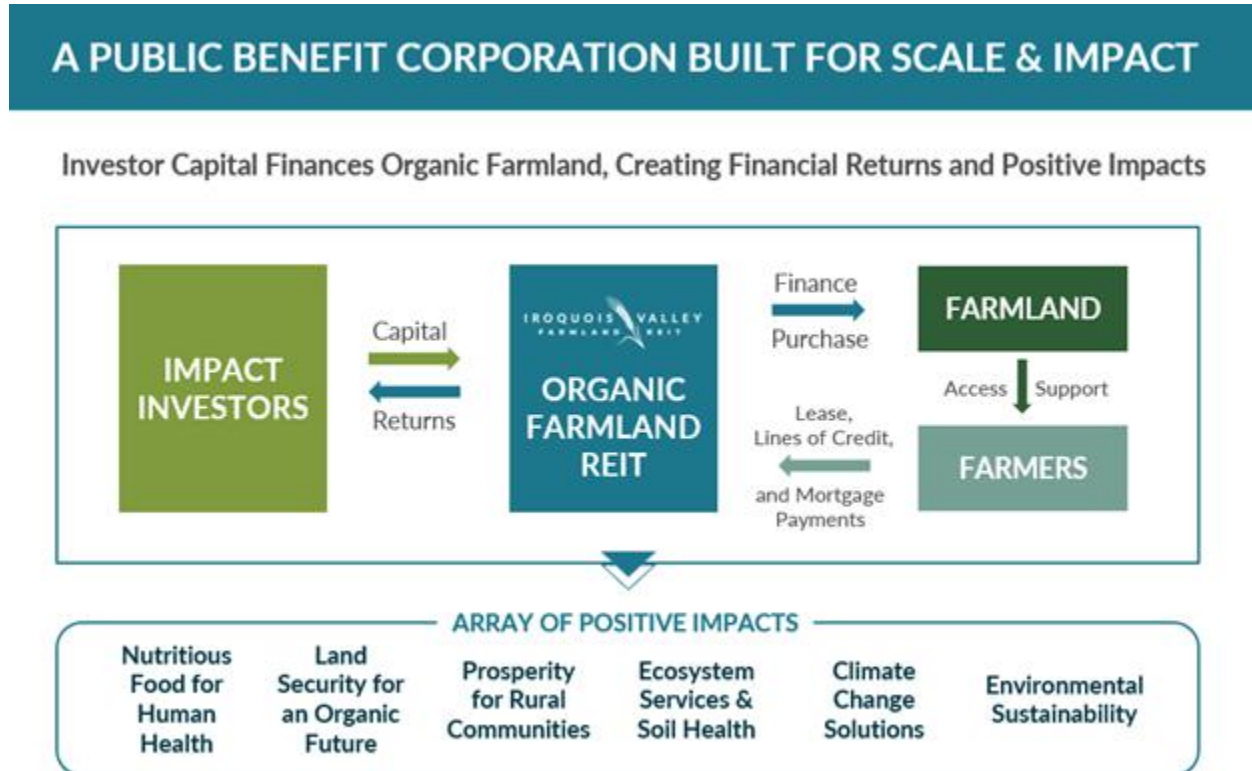 A PUBLIC BENEFIT CORPORATION BUILT FOR SCALE & IMPACT
Investor Capital Finances Organic Farmland, Creating Financial Returns and Positive Impacts
IMPACT
INVESTORS
Capital
Returns
IROQUOIS VALLEY
FARMLAND REIT
ORGANIC
FARMLAND
REIT
Finance
Purchase
FARMLAND
Access Support
Lease,
Lines of Credit,
and Mortgage
Payments
FARMERS
ARRAY OF POSITIVE IMPACTS
Nutritious
Food for
Human
Health
Land
Security for
an Organic
Future
Prosperity
for Rural
Communities
Ecosystem
Services &
Soil Health
Climate
Change
Solutions
Environmental
Sustainability